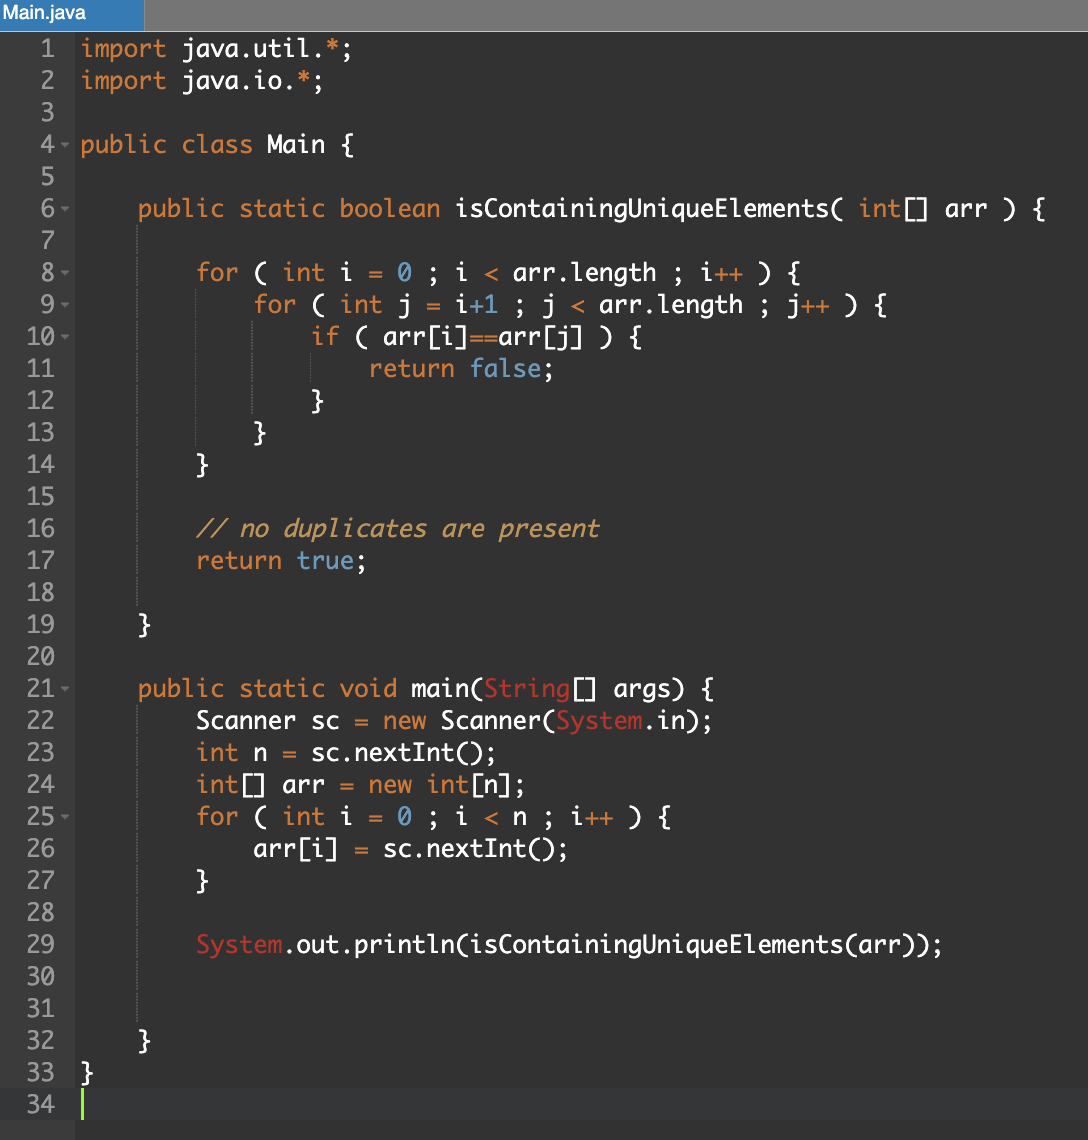 Main.java
1 import java.util.*;
2 import java.io.*;
3
4 public class Main {
5
6     public static boolean isContainingUniqueElements( int[] arr ) {
7
8         for ( int i = 0 ; i < arr.length ; i++ ) {
9             for ( int j = i+1 ; j < arr.length ; j++ ) {
10                 if ( arr[i]==arr[j] ) {
11                     return false;
12                 }
13             }
14         }
15
16         // no duplicates are present
17         return true;
18
19     }
20
21     public static void main(String[] args) {
22         Scanner sc = new Scanner(System.in);
23         int n = sc.nextInt();
24         int[] arr = new int[n];
25         for ( int i = 0 ; i < n ; i++ ) {
26             arr[i] = sc.nextInt();
27         }
28
29         System.out.println(isContainingUniqueElements(arr));
30
31
32     }
33 }
34